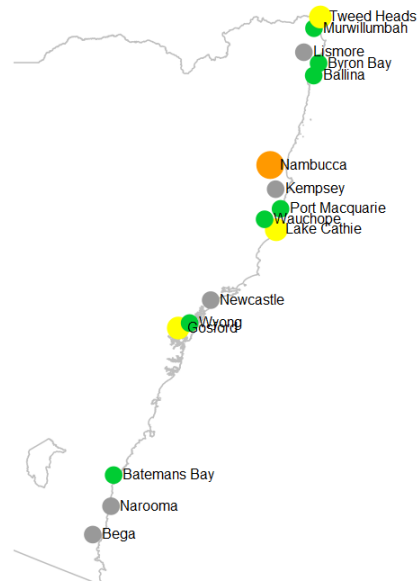 Tweed Heads
Murwillumbah
Lismore
Byron Bay
Ballina
Nambucca
Kempsey
Port Macquarie
Wauchope
Lake Cathie
Newcastle
Wyong
Gosford
Batemans Bay
Narooma
Bega